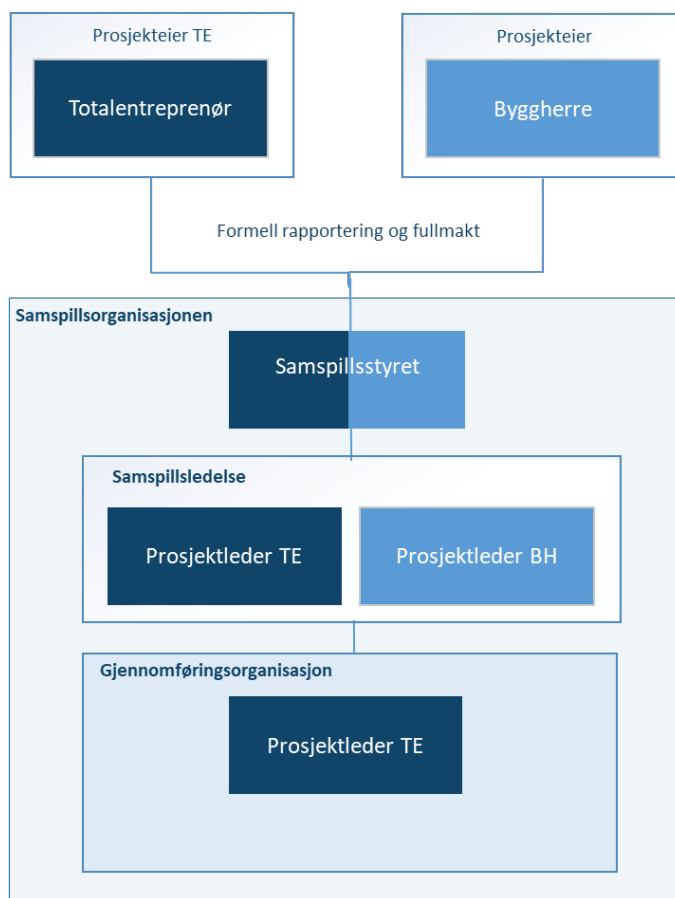 Prosjekteier TE
Totalentreprenør
Prosjekteier
Byggherre
Formell rapportering og fullmakt
Samspillsorganisasjonen
Samspillsstyret
Samspillsledelse
Prosjektleder TE
Prosjektleder BH
Gjennomføringsorganisasjon
Prosjektleder TE